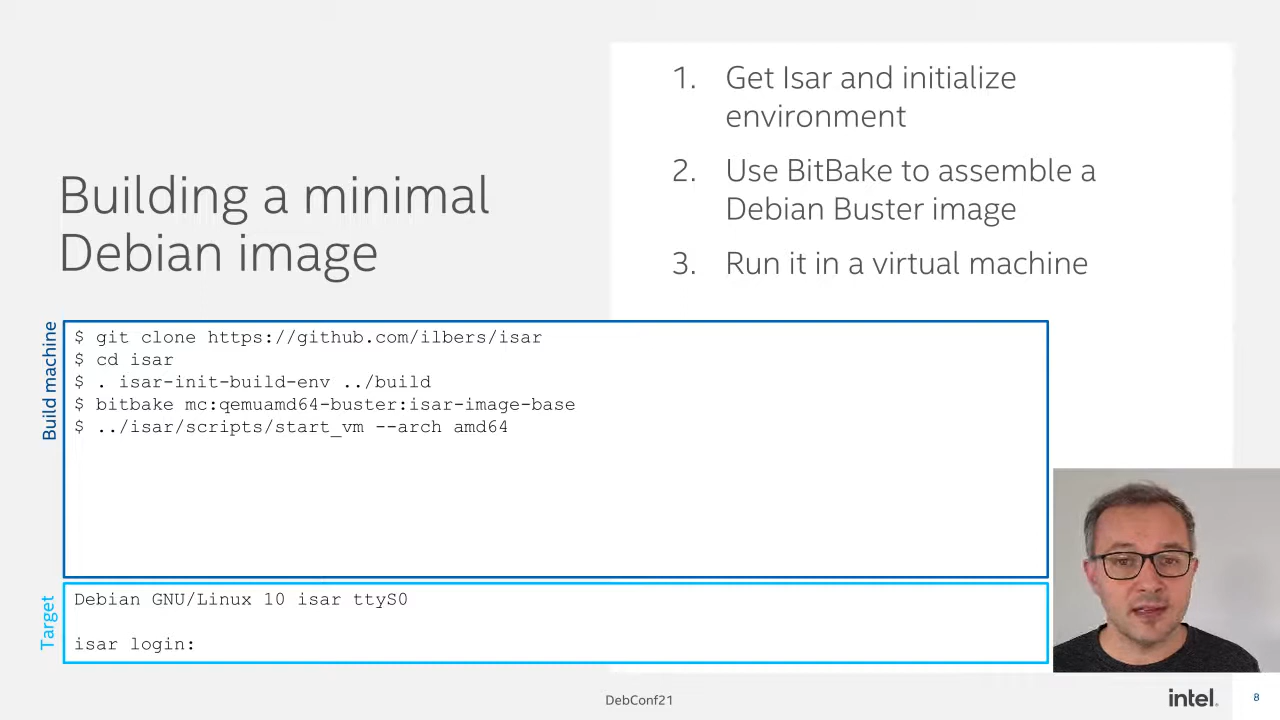 Building a minimal
Debian image
1. Get Isar and initialize
environment
2. Use BitBake to assemble a
Debian Buster image
3. Run it in a virtual machine
Build machine
$ git clone https://github.com/ilbers/isar
$ cd isar
$ . isar-init-build-env ../build
$ bitbake mc:qemuamd64-buster:isar-image-base
$ ../isar/scripts/start_vm --arch amd64
Target
Debian GNU/Linux 10 isar ttyS0
isar login:
DebConf21
intel.
8